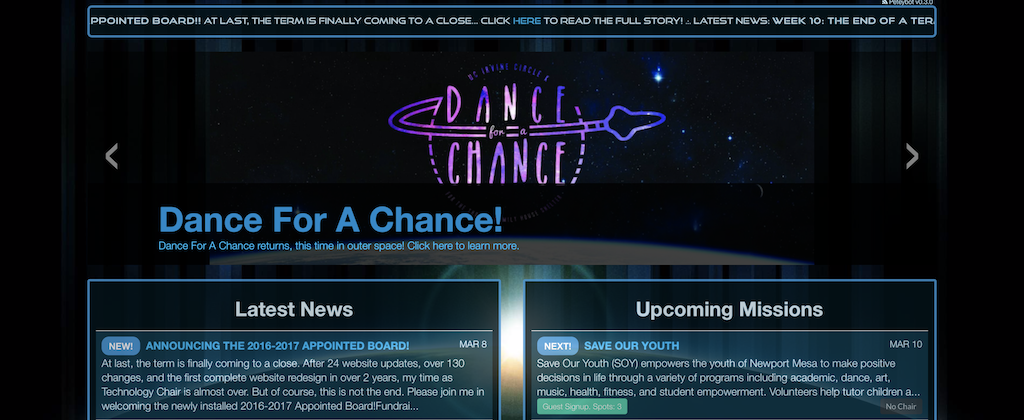 Peteybot v0.3.0
PPOINTED BOARD!! AT LAST, THE TERM IS FINALLY COMING TO A CLOSE... CLICK HERE TO READ THE FULL STORY! .:. LATEST NEWS: WEEK 10: THE END OF A TER
UC IRVINE CIRCLE K
DANCE
for a
CHANCE
Dance For A Chance!
Dance For A Chance returns, this time in outer space! Click here to learn more.
Latest News
NEW! ANNOUNCING THE 2016-2017 APPOINTED BOARD! MAR 8
At last, the term is finally coming to a close. After 24 website updates, over 130
changes, and the first complete website redesign in over 2 years, my time as
Technology Chair is almost over. But of course, this is not the end. Please join me in
welcoming the newly installed 2016-2017 Appointed Board!Fundrai...
Upcoming Missions
NEXT! SAVE OUR YOUTH MAR 10
Save Our Youth (SOY) empowers the youth of Newport Mesa to make positive
decisions in life through a variety of programs including academic, dance, art,
music, health, fitness, and student empowerment. Volunteers help tutor children a...
Guest Signup. Spots: 3 No Chair